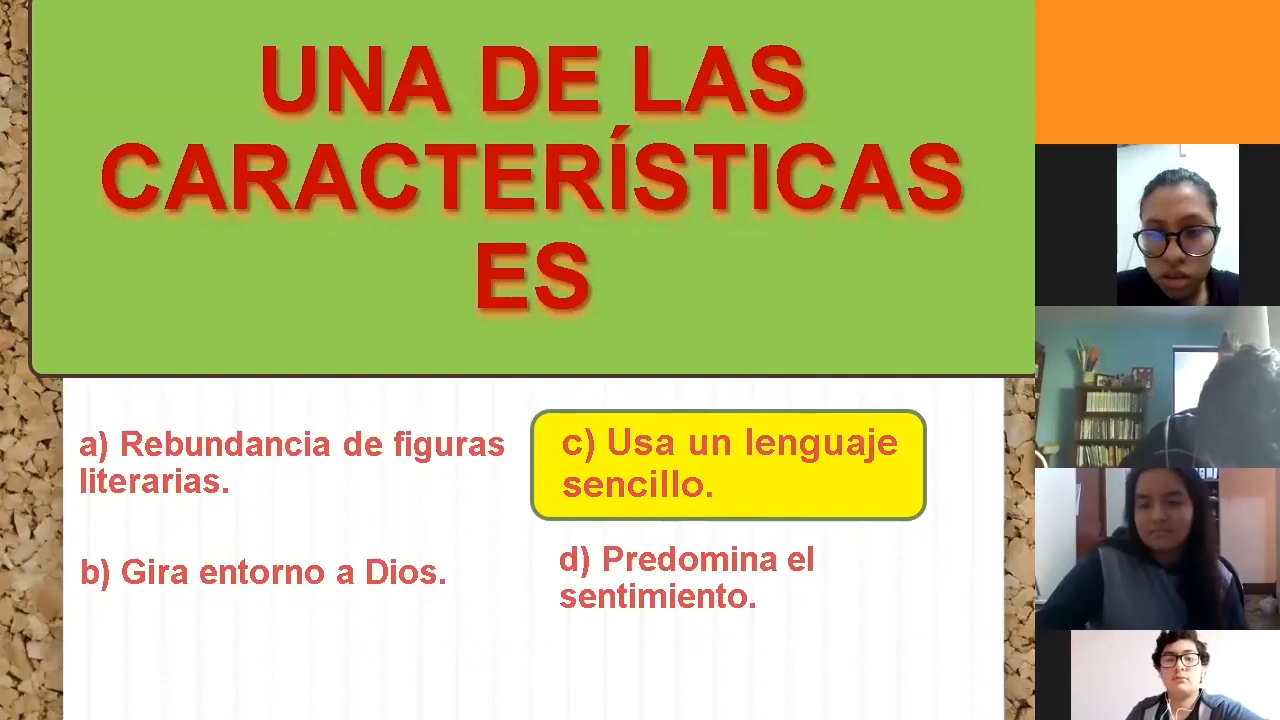 UNA DE LAS
CARACTERÍSTICAS
ES
a) Rebundancia de figuras
literarias.
b) Gira entorno a Dios.
c) Usa un lenguaje
sencillo.
d) Predomina el
sentimiento.